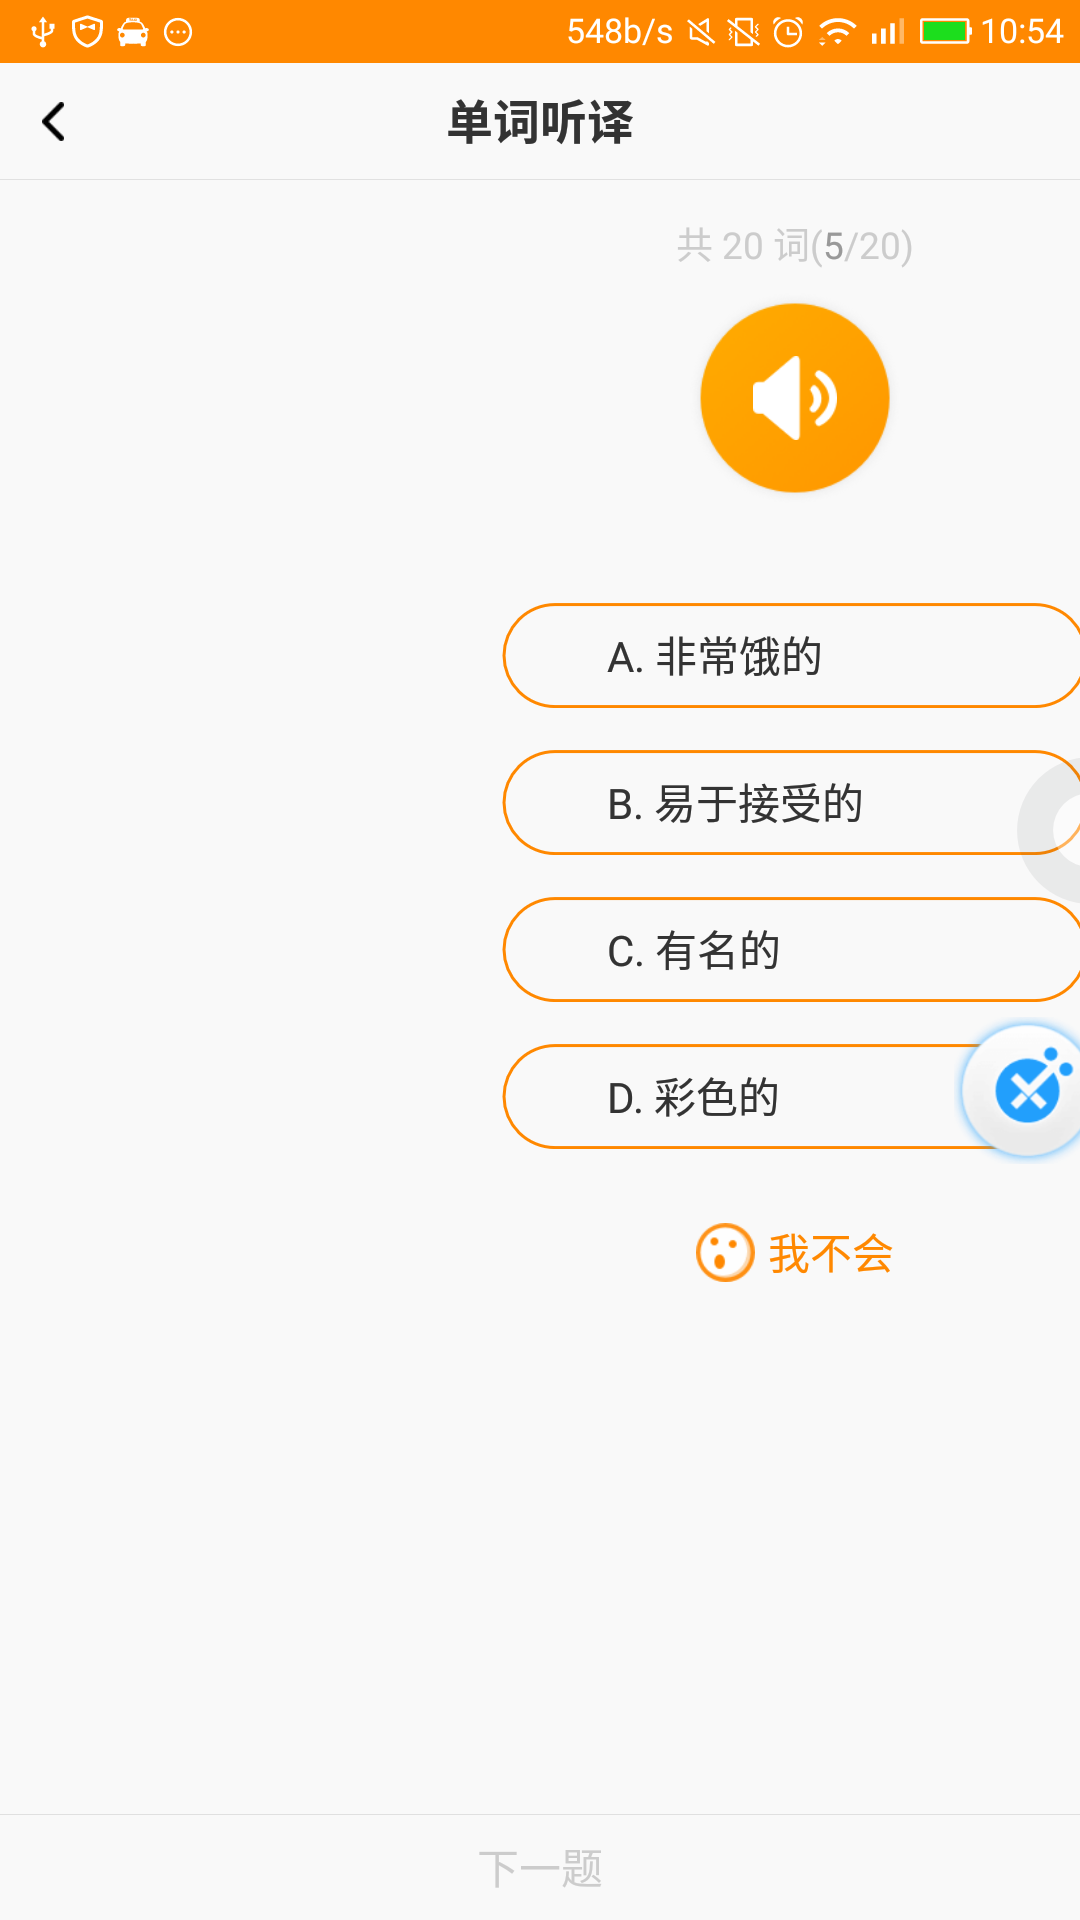 548b/s 10:54
单词听译
共 20 词(5/20)
A. 非常饿的
B. 易于接受的
C. 有名的
D. 彩色的
我不会
下一题